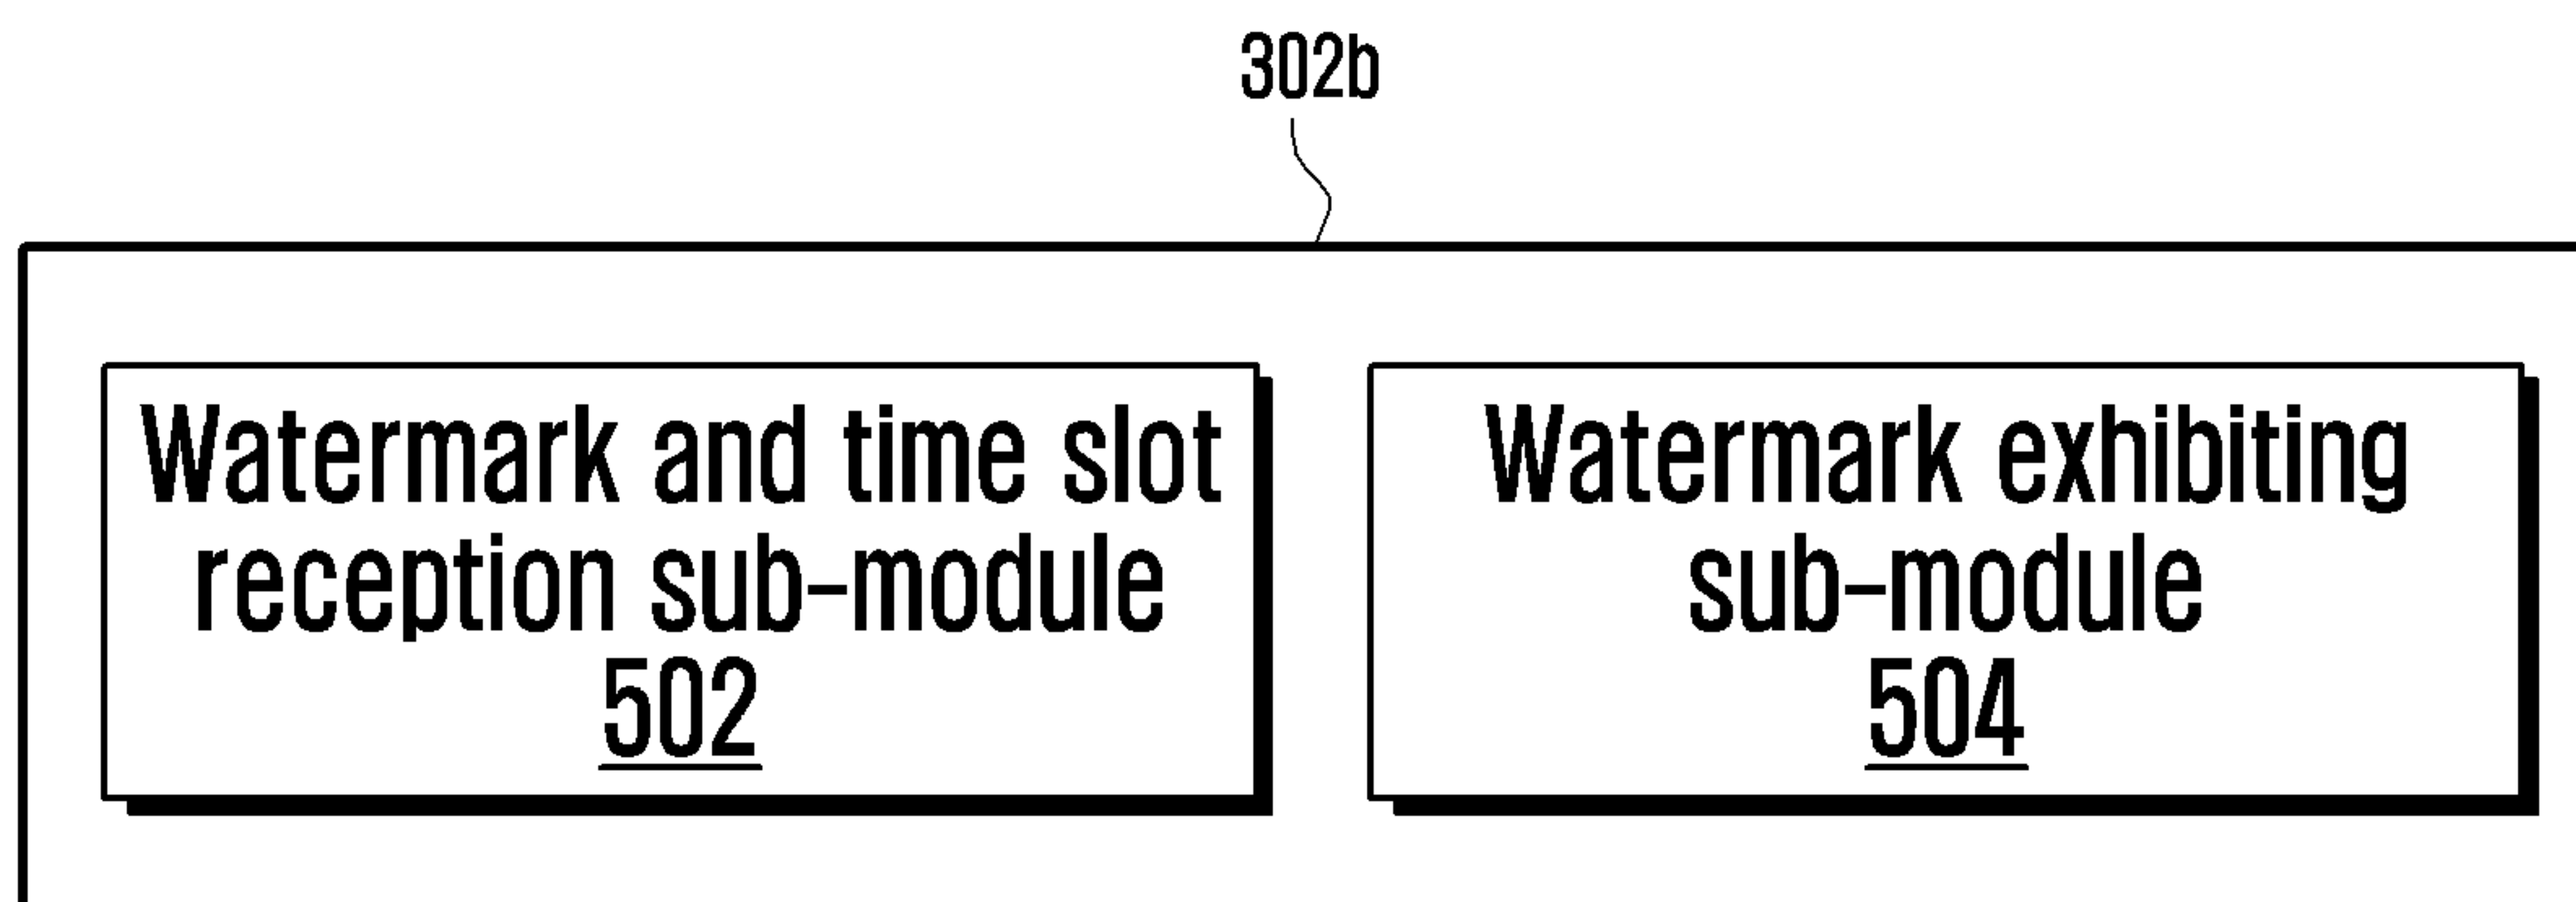 302b
Watermark and time slot
reception sub-module
502
Watermark exhibiting
sub-module
504